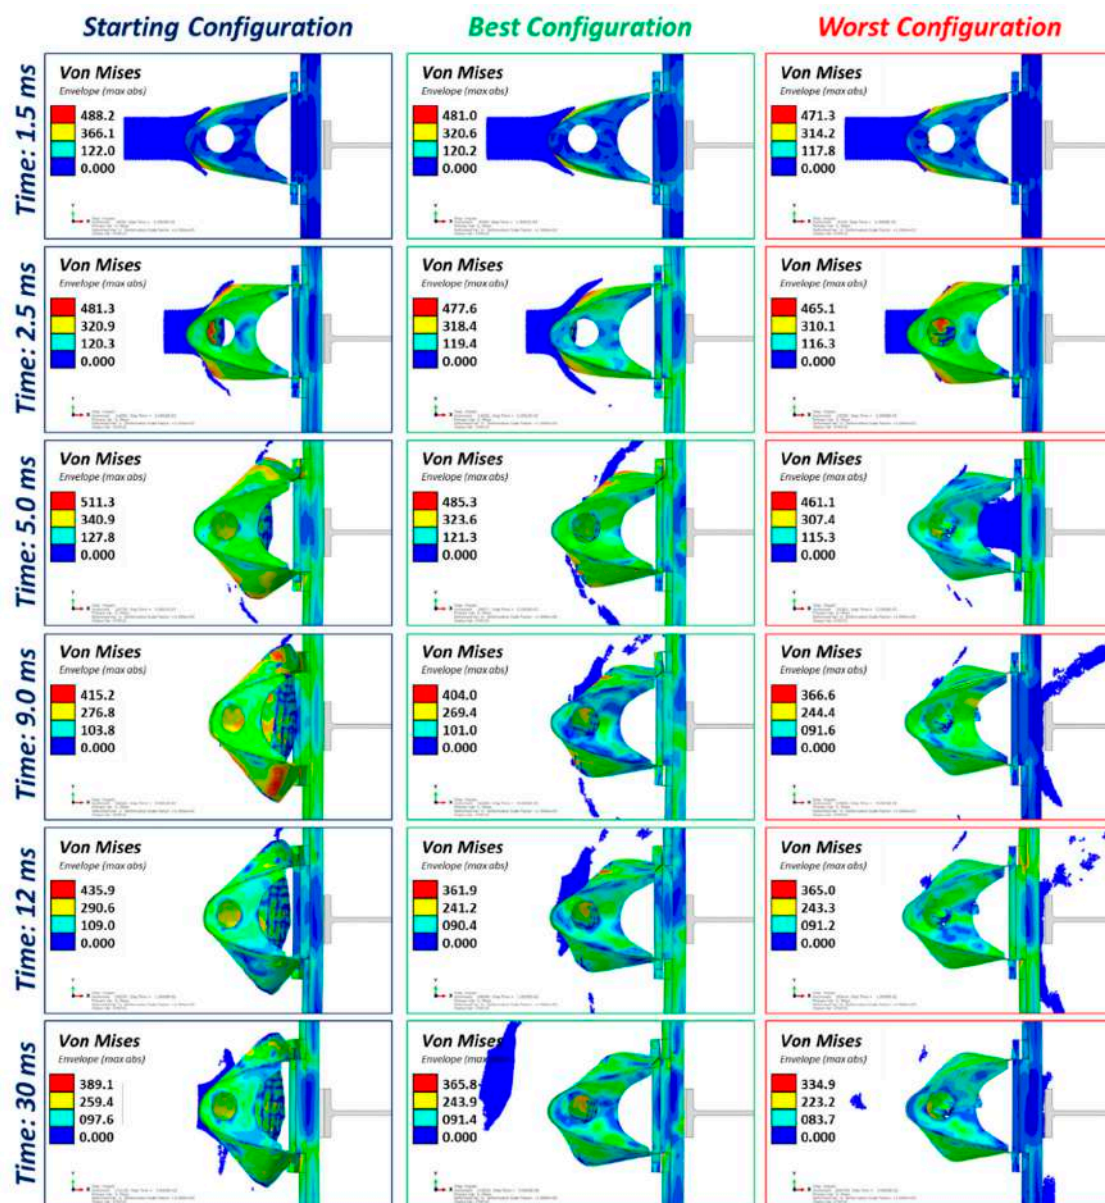 Starting Configuration
Best Configuration
Worst Configuration
Time: 1.5 ms
Von Mises
Envelope (max abs)
488.2
366.1
122.0
0.000
Von Mises
Envelope (max abs)
481.0
320.6
120.2
0.000
Von Mises
Envelope (max abs)
471.3
314.2
117.8
0.000
Time: 2.5 ms
Von Mises
Envelope (max abs)
481.3
320.9
120.3
0.000
Von Mises
Envelope (max abs)
477.6
318.4
119.4
0.000
Von Mises
Envelope (max abs)
465.1
310.1
116.3
0.000
Time: 5.0 ms
Von Mises
Envelope (max abs)
511.3
340.9
127.8
0.000
Von Mises
Envelope (max abs)
485.3
323.6
121.3
0.000
Von Mises
Envelope (max abs)
461.1
307.4
115.3
0.000
Time: 9.0 ms
Von Mises
Envelope (max abs)
415.2
276.8
103.8
0.000
Von Mises
Envelope (max abs)
404.0
269.4
101.0
0.000
Von Mises
Envelope (max abs)
366.6
244.4
091.6
0.000
Time: 12 ms
Von Mises
Envelope (max abs)
435.9
290.6
109.0
0.000
Von Mises
Envelope (max abs)
361.9
241.2
090.4
0.000
Von Mises
Envelope (max abs)
365.0
243.3
091.2
0.000
Time: 30 ms
Von Mises
Envelope (max abs)
389.1
259.4
097.6
0.000
Von Mises
Envelope (max abs)
365.8
243.9
091.4
0.000
Von Mises
Envelope (max abs)
334.9
223.2
083.7
0.000